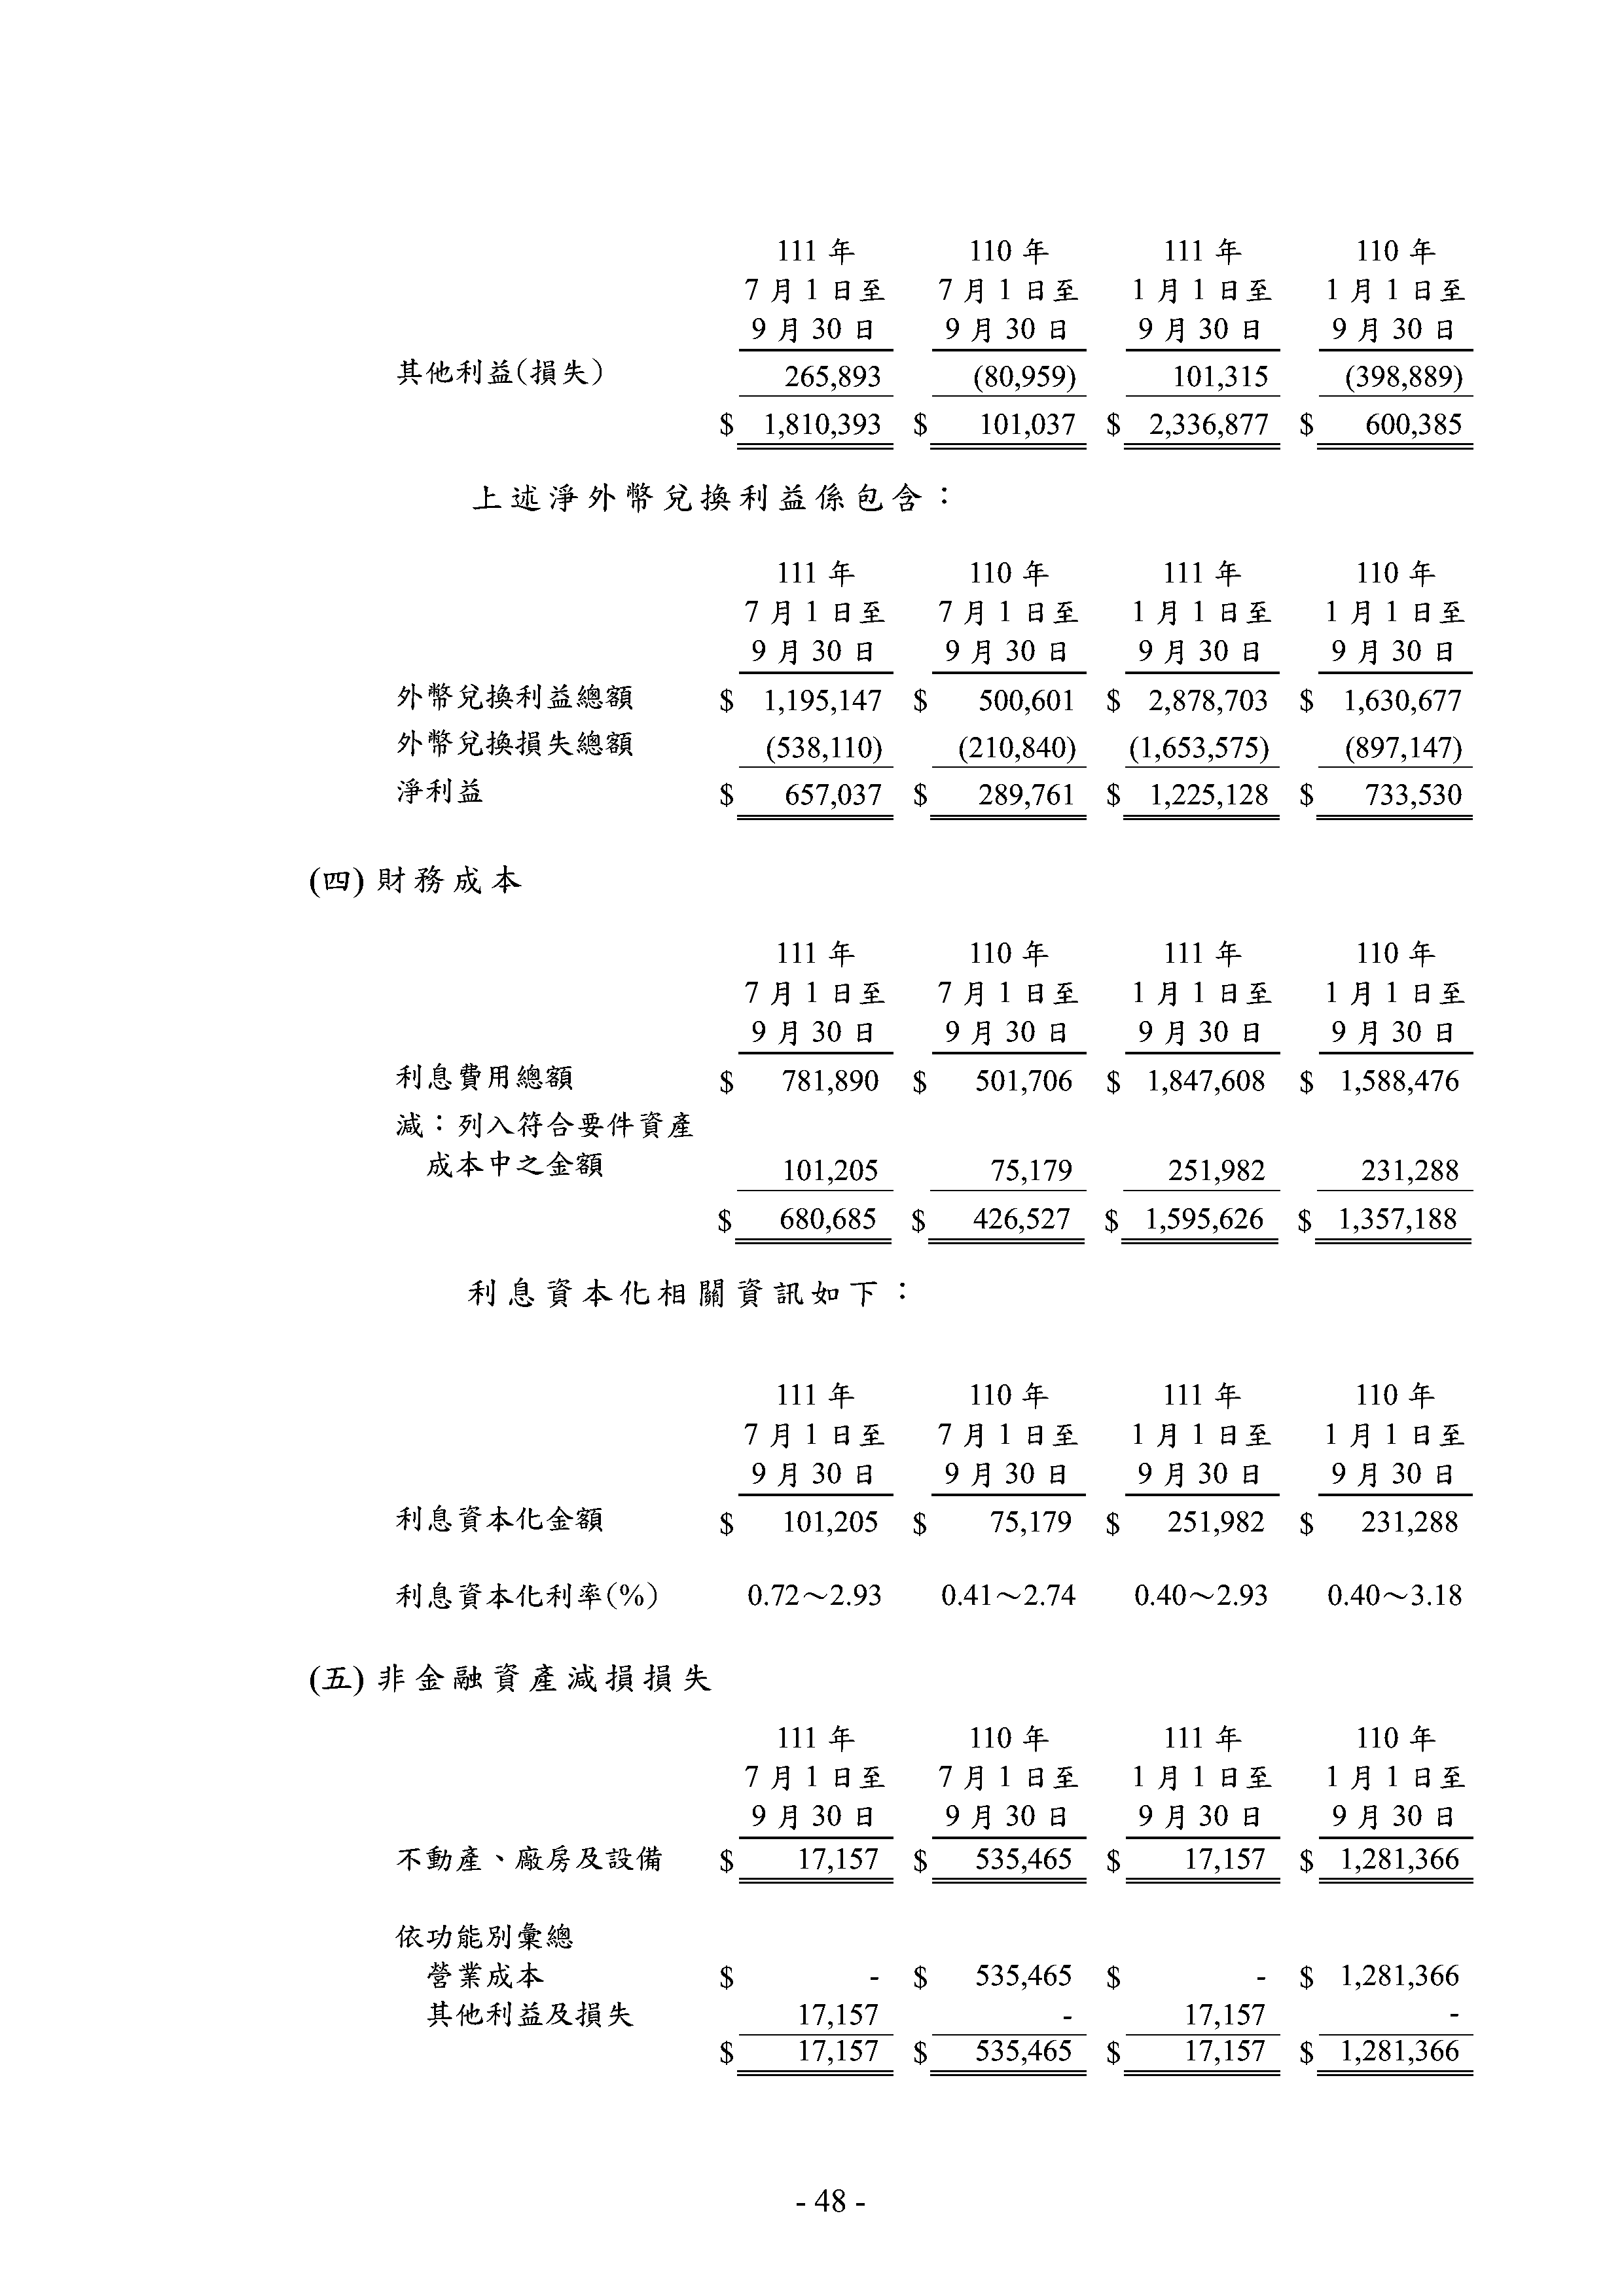 111 年 110 年 111 年 110 年
7 月 1 日至 7 月 1 日至 1 月 1 日至 1 月 1 日至
9 月 30 日 9 月 30 日 9 月 30 日 9 月 30 日
其他利益(損失) 265,893 (80,959) 101,315 (398,889)
$ 1,810,393 $ 101,037 $ 2,336,877 $ 600,385
上述淨外幣兌換利益係包含：
111 年 110 年 111 年 110 年
7 月 1 日至 7 月 1 日至 1 月 1 日至 1 月 1 日至
9 月 30 日 9 月 30 日 9 月 30 日 9 月 30 日
外幣兌換利益總額 $ 1,195,147 $ 500,601 $ 2,878,703 $ 1,630,677
外幣兌換損失總額 (538,110) (210,840) (1,653,575) (897,147)
淨利益 $ 657,037 $ 289,761 $ 1,225,128 $ 733,530
(四) 財務成本
111 年 110 年 111 年 110 年
7 月 1 日至 7 月 1 日至 1 月 1 日至 1 月 1 日至
9 月 30 日 9 月 30 日 9 月 30 日 9 月 30 日
利息費用總額 $ 781,890 $ 501,706 $ 1,847,608 $ 1,588,476
減：列入符合要件資產
成本中之金額 101,205 75,179 251,982 231,288
$ 680,685 $ 426,527 $ 1,595,626 $ 1,357,188
利息資本化相關資訊如下：
111 年 110 年 111 年 110 年
7 月 1 日至 7 月 1 日至 1 月 1 日至 1 月 1 日至
9 月 30 日 9 月 30 日 9 月 30 日 9 月 30 日
利息資本化金額 $ 101,205 $ 75,179 $ 251,982 $ 231,288
利息資本化利率(%) 0.72～2.93 0.41～2.74 0.40～2.93 0.40～3.18
(五) 非金融資產減損損失
111 年 110 年 111 年 110 年
7 月 1 日至 7 月 1 日至 1 月 1 日至 1 月 1 日至
9 月 30 日 9 月 30 日 9 月 30 日 9 月 30 日
不動產、廠房及設備 $ 17,157 $ 535,465 $ 17,157 $ 1,281,366
依功能別彙總
營業成本 $ - $ 535,465 $ - $ 1,281,366
其他利益及損失 17,157 - 17,157 -
$ 17,157 $ 535,465 $ 17,157 $ 1,281,366
- 48 -